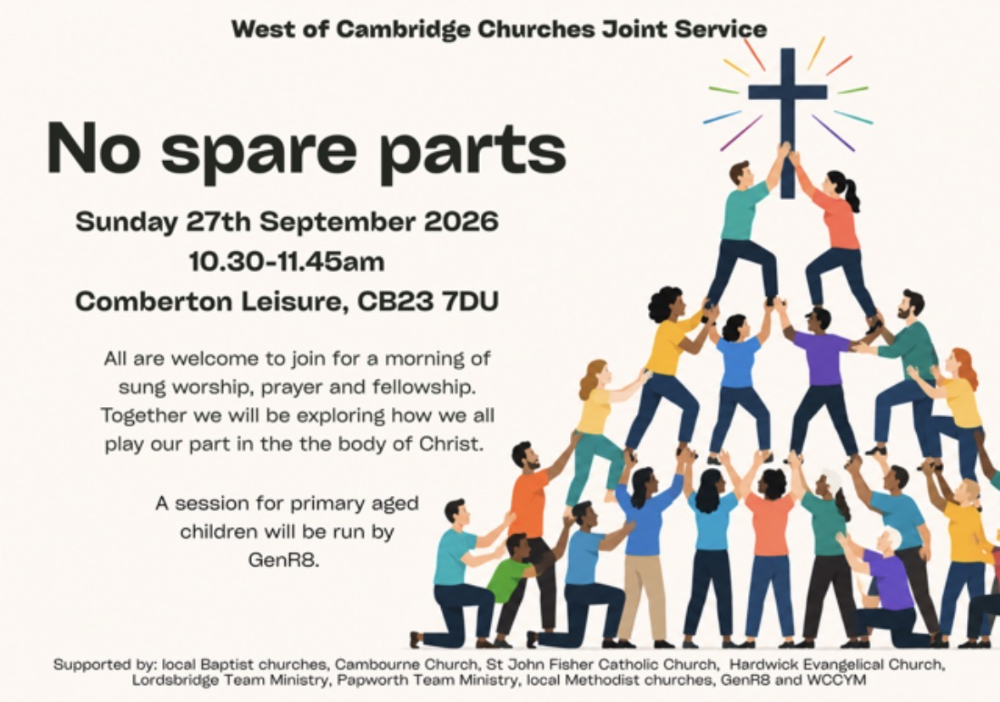 West of Cambridge Churches Joint Service
No spare parts
Sunday 27th September 2026
10.30-11.45am
Comberton Leisure, CB23 7DU
All are welcome to join for a morning of
sung worship, prayer and fellowship.
Together we will be exploring how we all
play our part in the the body of Christ.
A session for primary aged
children will be run by
GenR8.
Supported by: local Baptist churches, Cambourne Church, St John Fisher Catholic Church, Hardwick Evangelical Church,
Lordsbridge Team Ministry, Papworth Team Ministry, local Methodist churches, GenR8 and WCCYM